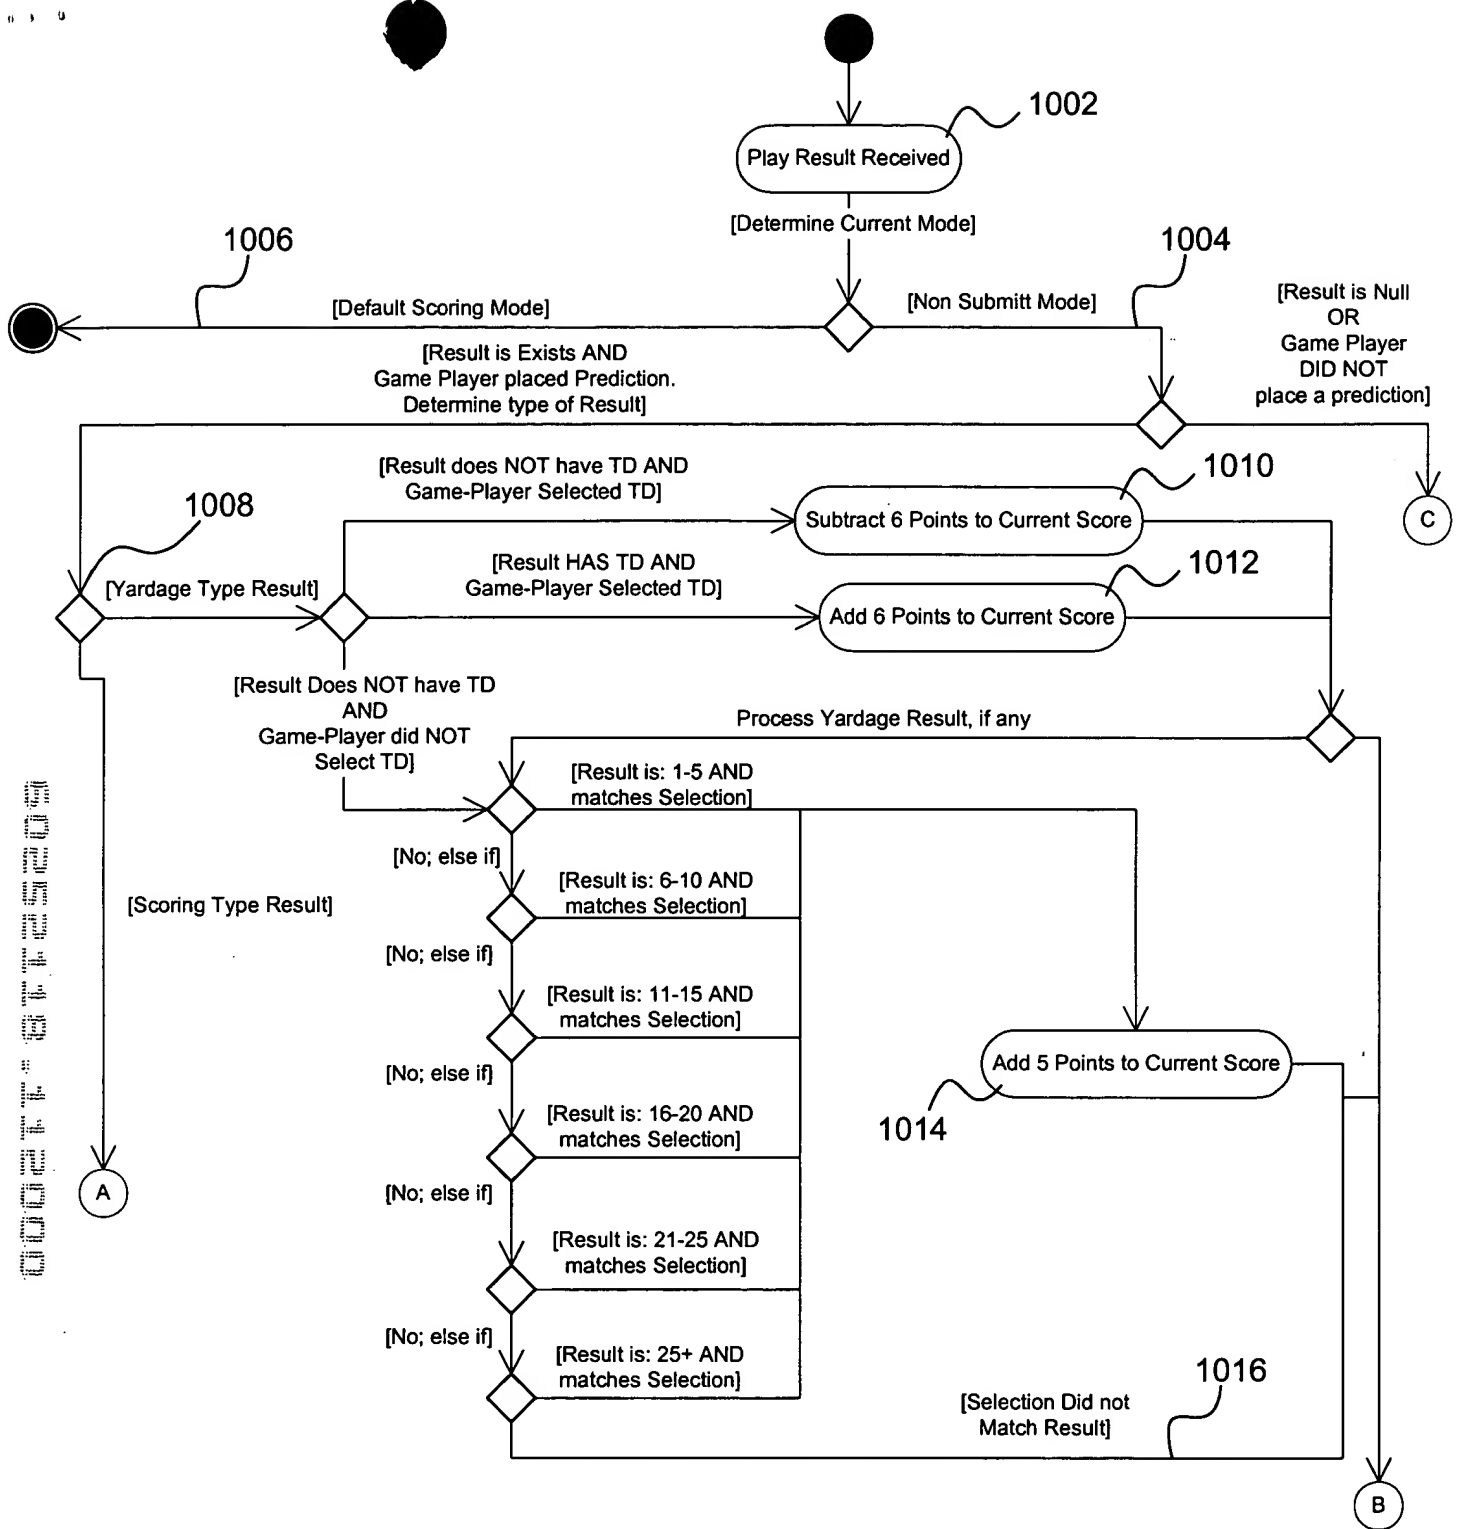 1002
Play Result Received
[Determine Current Mode]
1006
1004
[Default Scoring Mode]
[Non Submitt Mode]
[Result is Null
OR
Game Player
DID NOT
place a prediction]
[Result is Exists AND
Game Player placed Prediction.
Determine type of Result]
[Result does NOT have TD AND
Game-Player Selected TD]
1010
1008
Subtract 6 Points to Current Score
C
[Yardage Type Result]
[Result HAS TD AND
Game-Player Selected TD]
1012
Add 6 Points to Current Score
[Result Does NOT have TD
AND
Game-Player did NOT
Select TD]
Process Yardage Result, if any
[Result is: 1-5 AND
matches Selection]
[No; else if]
[Result is: 6-10 AND
matches Selection]
[Scoring Type Result]
[No; else if]
[Result is: 11-15 AND
matches Selection]
Add 5 Points to Current Score
1014
[No; else if]
[Result is: 16-20 AND
matches Selection]
[No; else if]
A
[Result is: 21-25 AND
matches Selection]
[No; else if]
[Result is: 25+ AND
matches Selection]
1016
[Selection Did not
Match Result]
B
60252119.112000